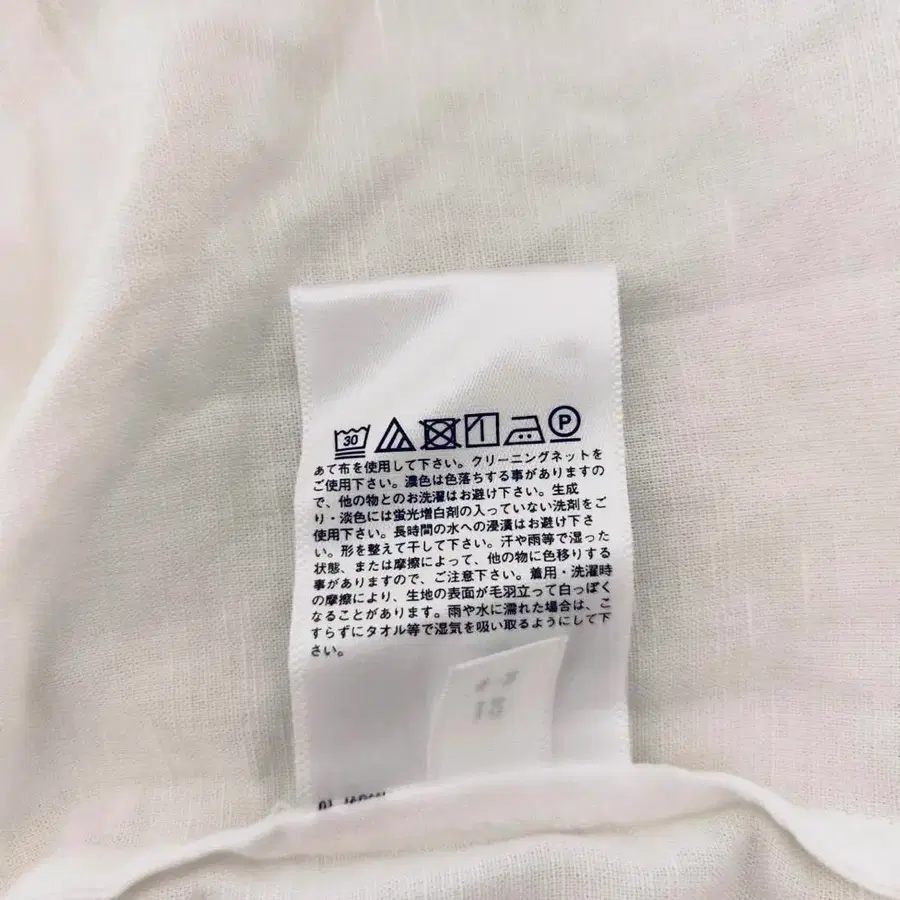 30 P
あて布を使用して下さい。クリーニングネットを
ご使用下さい。濃色は色落ちする事がありますの
で、他の物とのお洗濯はお避け下さい。生成
り・淡色には蛍光増白剤の入っていない洗剤をご
使用下さい。長時間の水への浸漬はお避け下さ
い。形を整えて干して下さい。汗や雨等で湿った
状態、または摩擦によって、他の物に色移りする
事がありますので、ご注意下さい。着用・洗濯時
の摩擦により、生地の表面が毛羽立って白っぽく
なることがあります。雨や水に濡れた場合は、こ
すらずにタオル等で湿気を吸い取るようにして下
さい。